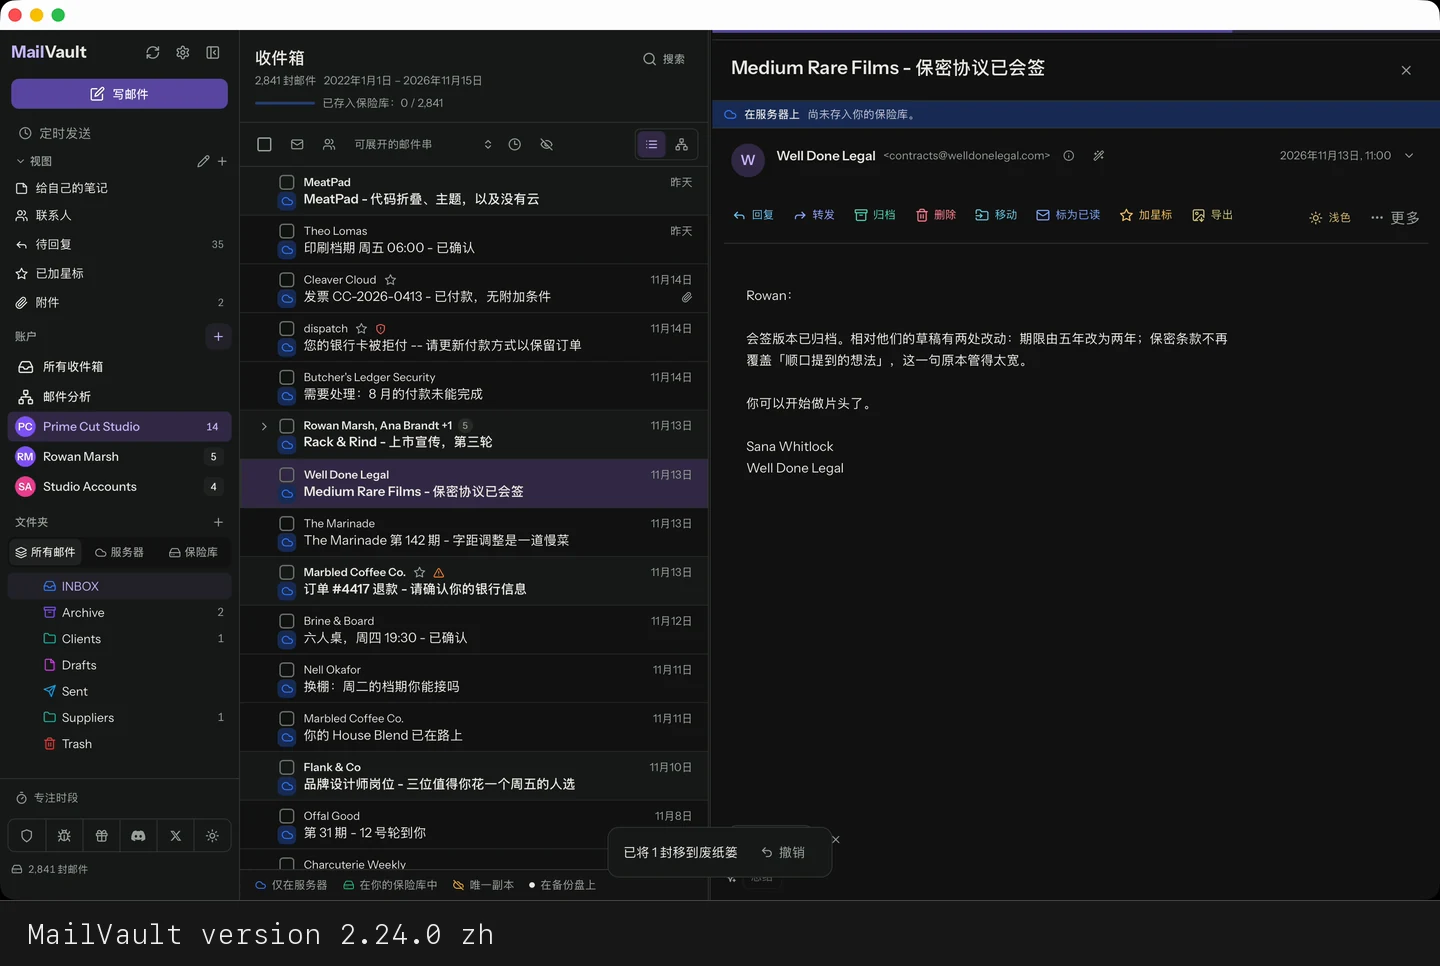 MailVault
写邮件
定时发送
视图
给自己的笔记
联系人
待回复 35
已加星标
附件 2
账户
所有收件箱
邮件分析
PC Prime Cut Studio 14
RM Rowan Marsh 5
SA Studio Accounts 4
文件夹
所有邮件 服务器 保险库
INBOX
Archive 2
Clients 1
Drafts
Sent
Suppliers 1
Trash
专注时段
2,841 封邮件
收件箱
搜索
2,841 封邮件 2022年1月1日 – 2026年11月15日
已存入保险库：0 / 2,841
可展开的邮件串
MeatPad 昨天
MeatPad - 代码折叠、主题，以及没有云
Theo Lomas 昨天
印刷档期 周五 06:00 - 已确认
Cleaver Cloud 11月14日
发票 CC-2026-0413 - 已付款，无附加条件
dispatch 11月14日
您的银行卡被拒付 -- 请更新付款方式以保留订单
Butcher's Ledger Security 11月14日
需要处理：8 月的付款未能完成
Rowan Marsh, Ana Brandt +1 5 11月13日
Rack & Rind - 上市宣传，第三轮
Well Done Legal 11月13日
Medium Rare Films - 保密协议已会签
The Marinade 11月13日
The Marinade 第 142 期 - 字距调整是一道慢菜
Marbled Coffee Co. 11月13日
订单 #4417 退款 - 请确认你的银行信息
Brine & Board 11月12日
六人桌，周四 19:30 - 已确认
Nell Okafor 11月11日
换棚：周二的档期你能接吗
Marbled Coffee Co. 11月11日
你的 House Blend 已在路上
Flank & Co 11月10日
品牌设计师岗位 - 三位值得你花一个周五的人选
Offal Good 11月8日
第 31 期 - 12 号轮到你
Charcuterie Weekly
仅在服务器 在你的保险库中 唯一副本 在备份盘上
Medium Rare Films - 保密协议已会签
在服务器上 尚未存入你的保险库。
W
Well Done Legal <contracts@welldonelegal.com> 2026年11月13日, 11:00
回复 转发 归档 删除 移动 标为已读 加星标 导出 浅色 更多
Rowan：
会签版本已归档。相对他们的草稿有两处改动：期限由五年改为两年；保密条款不再
覆盖「顺口提到的想法」，这一句原本管得太宽。
你可以开始做片头了。
Sana Whitlock
Well Done Legal
已将 1 封移到废纸篓 撤销
MailVault version 2.24.0 zh